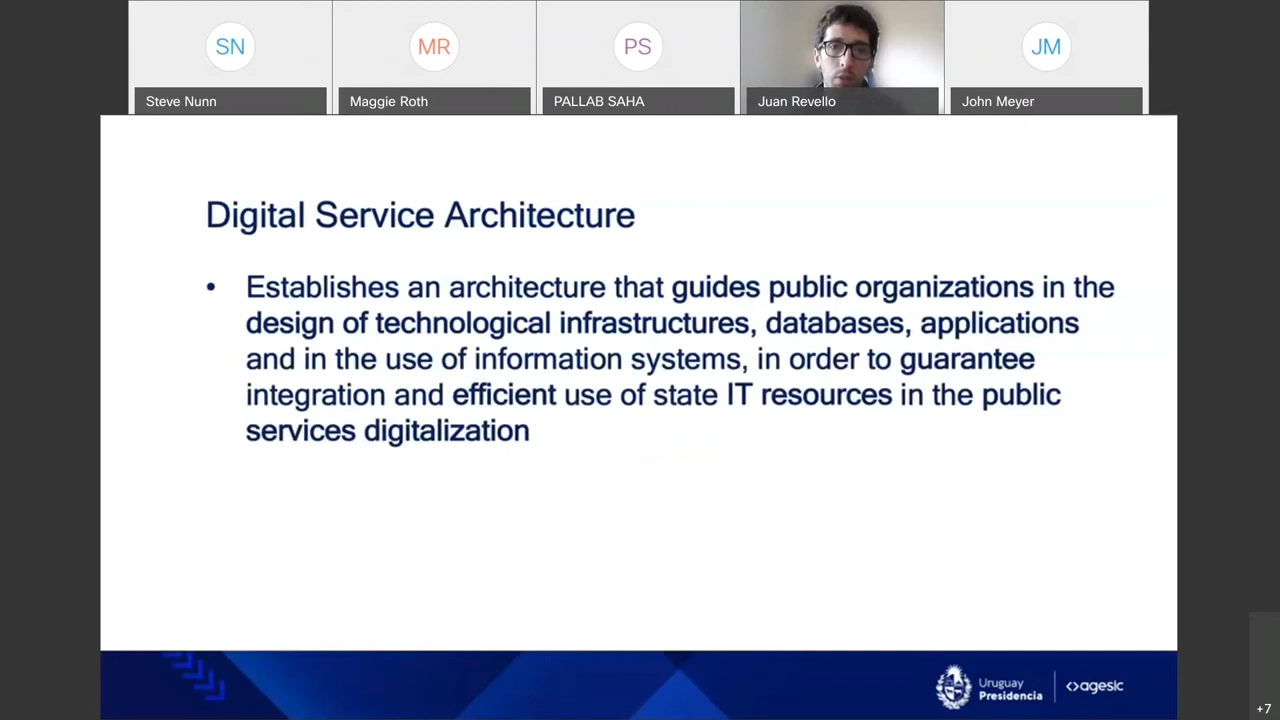 SN
MR
PS
JM
Steve Nunn
Maggie Roth
PALLAB SAHA
Juan Revello
John Meyer
Digital Service Architecture
• Establishes an architecture that guides public organizations in the
design of technological infrastructures, databases, applications
and in the use of information systems, in order to guarantee
integration and efficient use of state IT resources in the public
services digitalization
Uruguay
Presidencia
agesic
+7